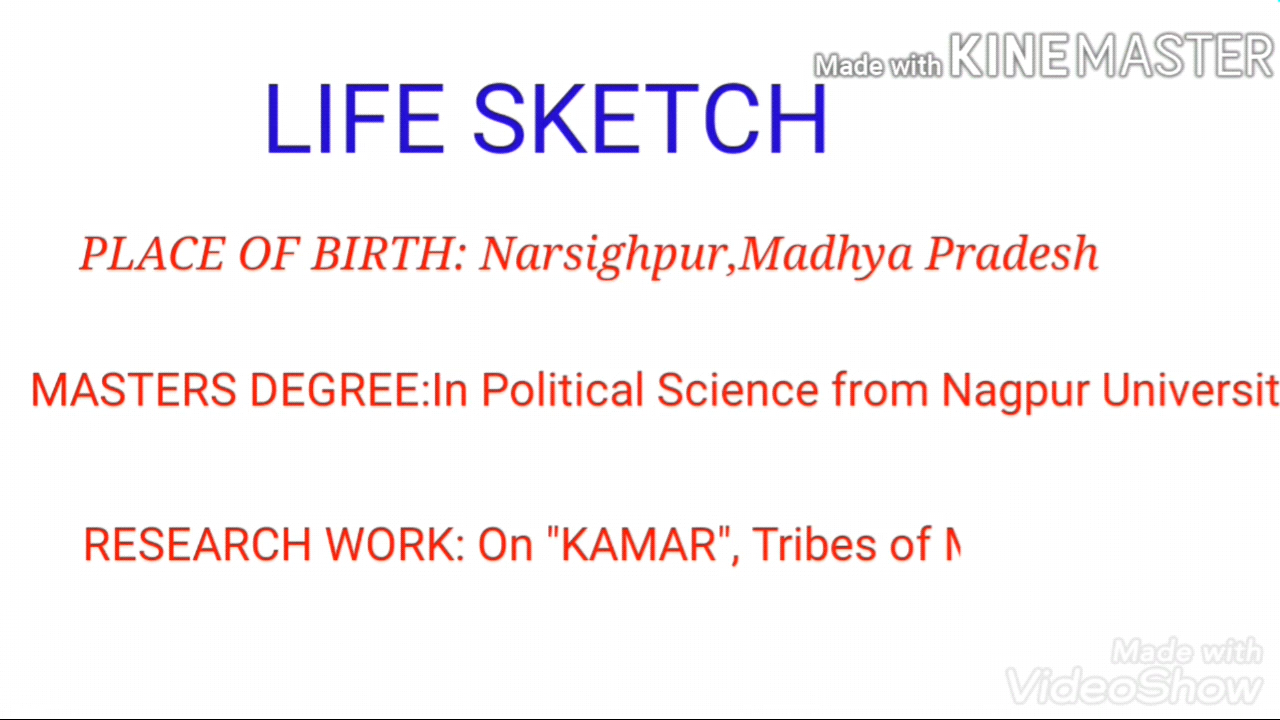 Made with KINEMASTER
LIFE SKETCH
PLACE OF BIRTH: Narsighpur,Madhya Pradesh
MASTERS DEGREE:In Political Science from Nagpur Universit
RESEARCH WORK: On "KAMAR", Tribes of
Made with
VideoShow